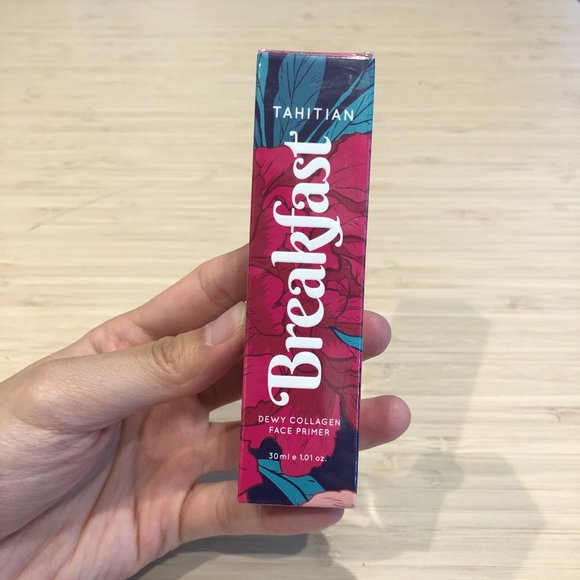 TAHITIAN
Breakfast
DEWY COLLAGEN
FACE PRIMER
30ml e 1.01 oz.